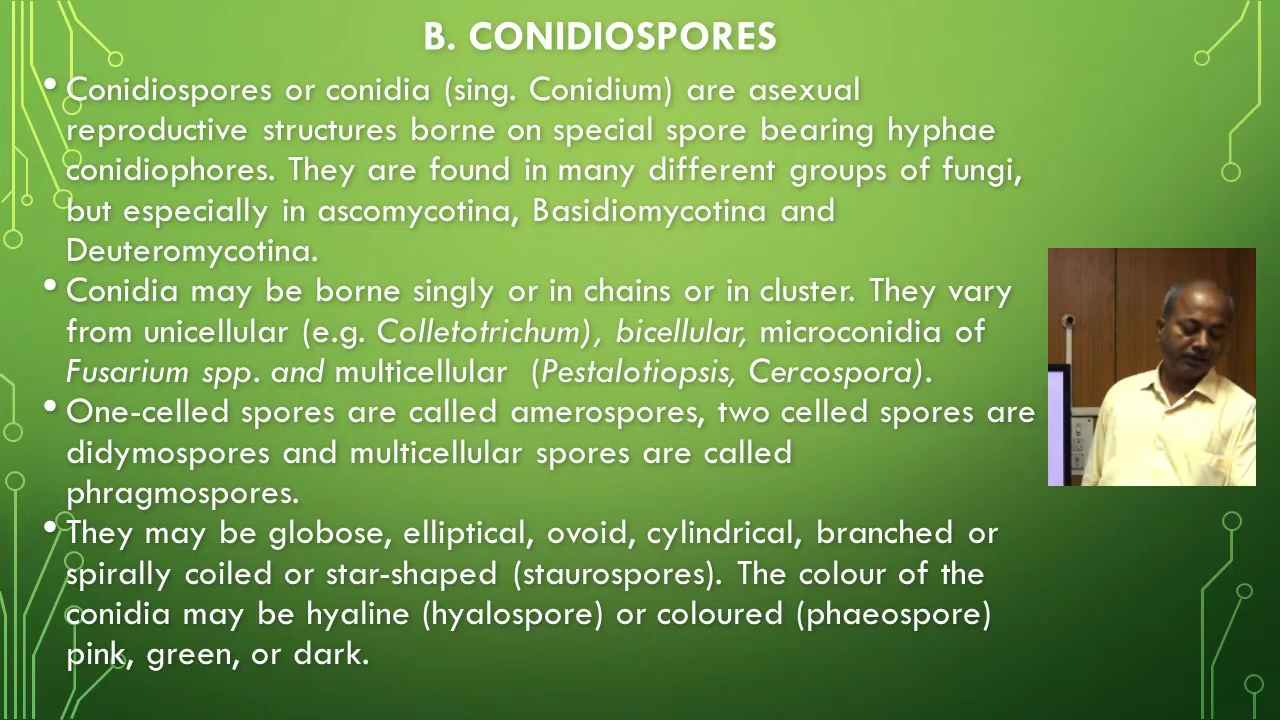 B. CONIDIOSPORES
• Conidiospores or conidia (sing. Conidium) are asexual
reproductive structures borne on special spore bearing hyphae
conidiophores. They are found in many different groups of fungi,
but especially in ascomycotina, Basidiomycotina and
Deuteromycotina.
• Conidia may be borne singly or in chains or in cluster. They vary
from unicellular (e.g. Colletotrichum), bicellular, microconidia of
Fusarium spp. and multicellular (Pestalotiopsis, Cercospora).
• One-celled spores are called amerospores, two celled spores are
didymospores and multicellular spores are called
phragmospores.
• They may be globose, elliptical, ovoid, cylindrical, branched or
spirally coiled or star-shaped (staurospores). The colour of the
conidia may be hyaline (hyalospore) or coloured (phaeospore)
pink, green, or dark.